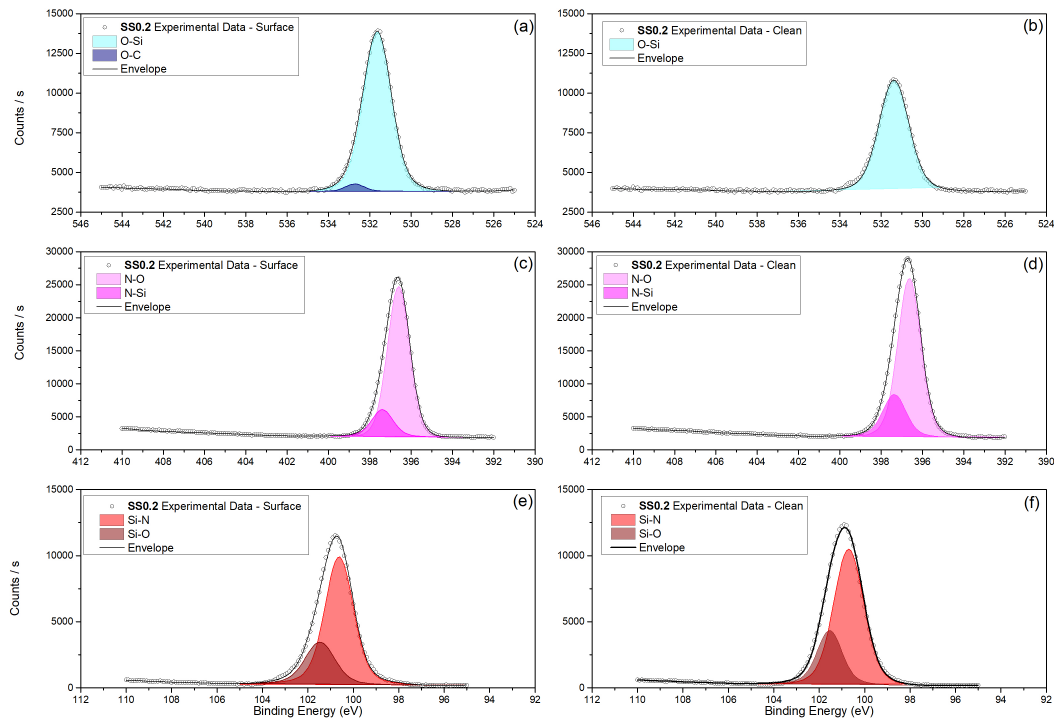 (a)
SS0.2 Experimental Data - Surface
O-Si
O-C
Envelope
15000
12500
10000
7500
5000
2500
Counts / s
546 544 542 540 538 536 534 532 530 528 526 524
(b)
SS0.2 Experimental Data - Clean
O-Si
Envelope
15000
12500
10000
7500
5000
2500
546 544 542 540 538 536 534 532 530 528 526 524
(c)
SS0.2 Experimental Data - Surface
N-O
N-Si
Envelope
30000
25000
20000
15000
10000
5000
0
Counts / s
412 410 408 406 404 402 400 398 396 394 392 390
(d)
SS0.2 Experimental Data - Clean
N-O
N-Si
Envelope
30000
25000
20000
15000
10000
5000
0
412 410 408 406 404 402 400 398 396 394 392 390
(e)
SS0.2 Experimental Data - Surface
Si-N
Si-O
Envelope
15000
10000
5000
0
Counts / s
112 110 108 106 104 102 100 98 96 94 92
Binding Energy (eV)
(f)
SS0.2 Experimental Data - Clean
Si-N
Si-O
Envelope
15000
10000
5000
0
112 110 108 106 104 102 100 98 96 94 92
Binding Energy (eV)